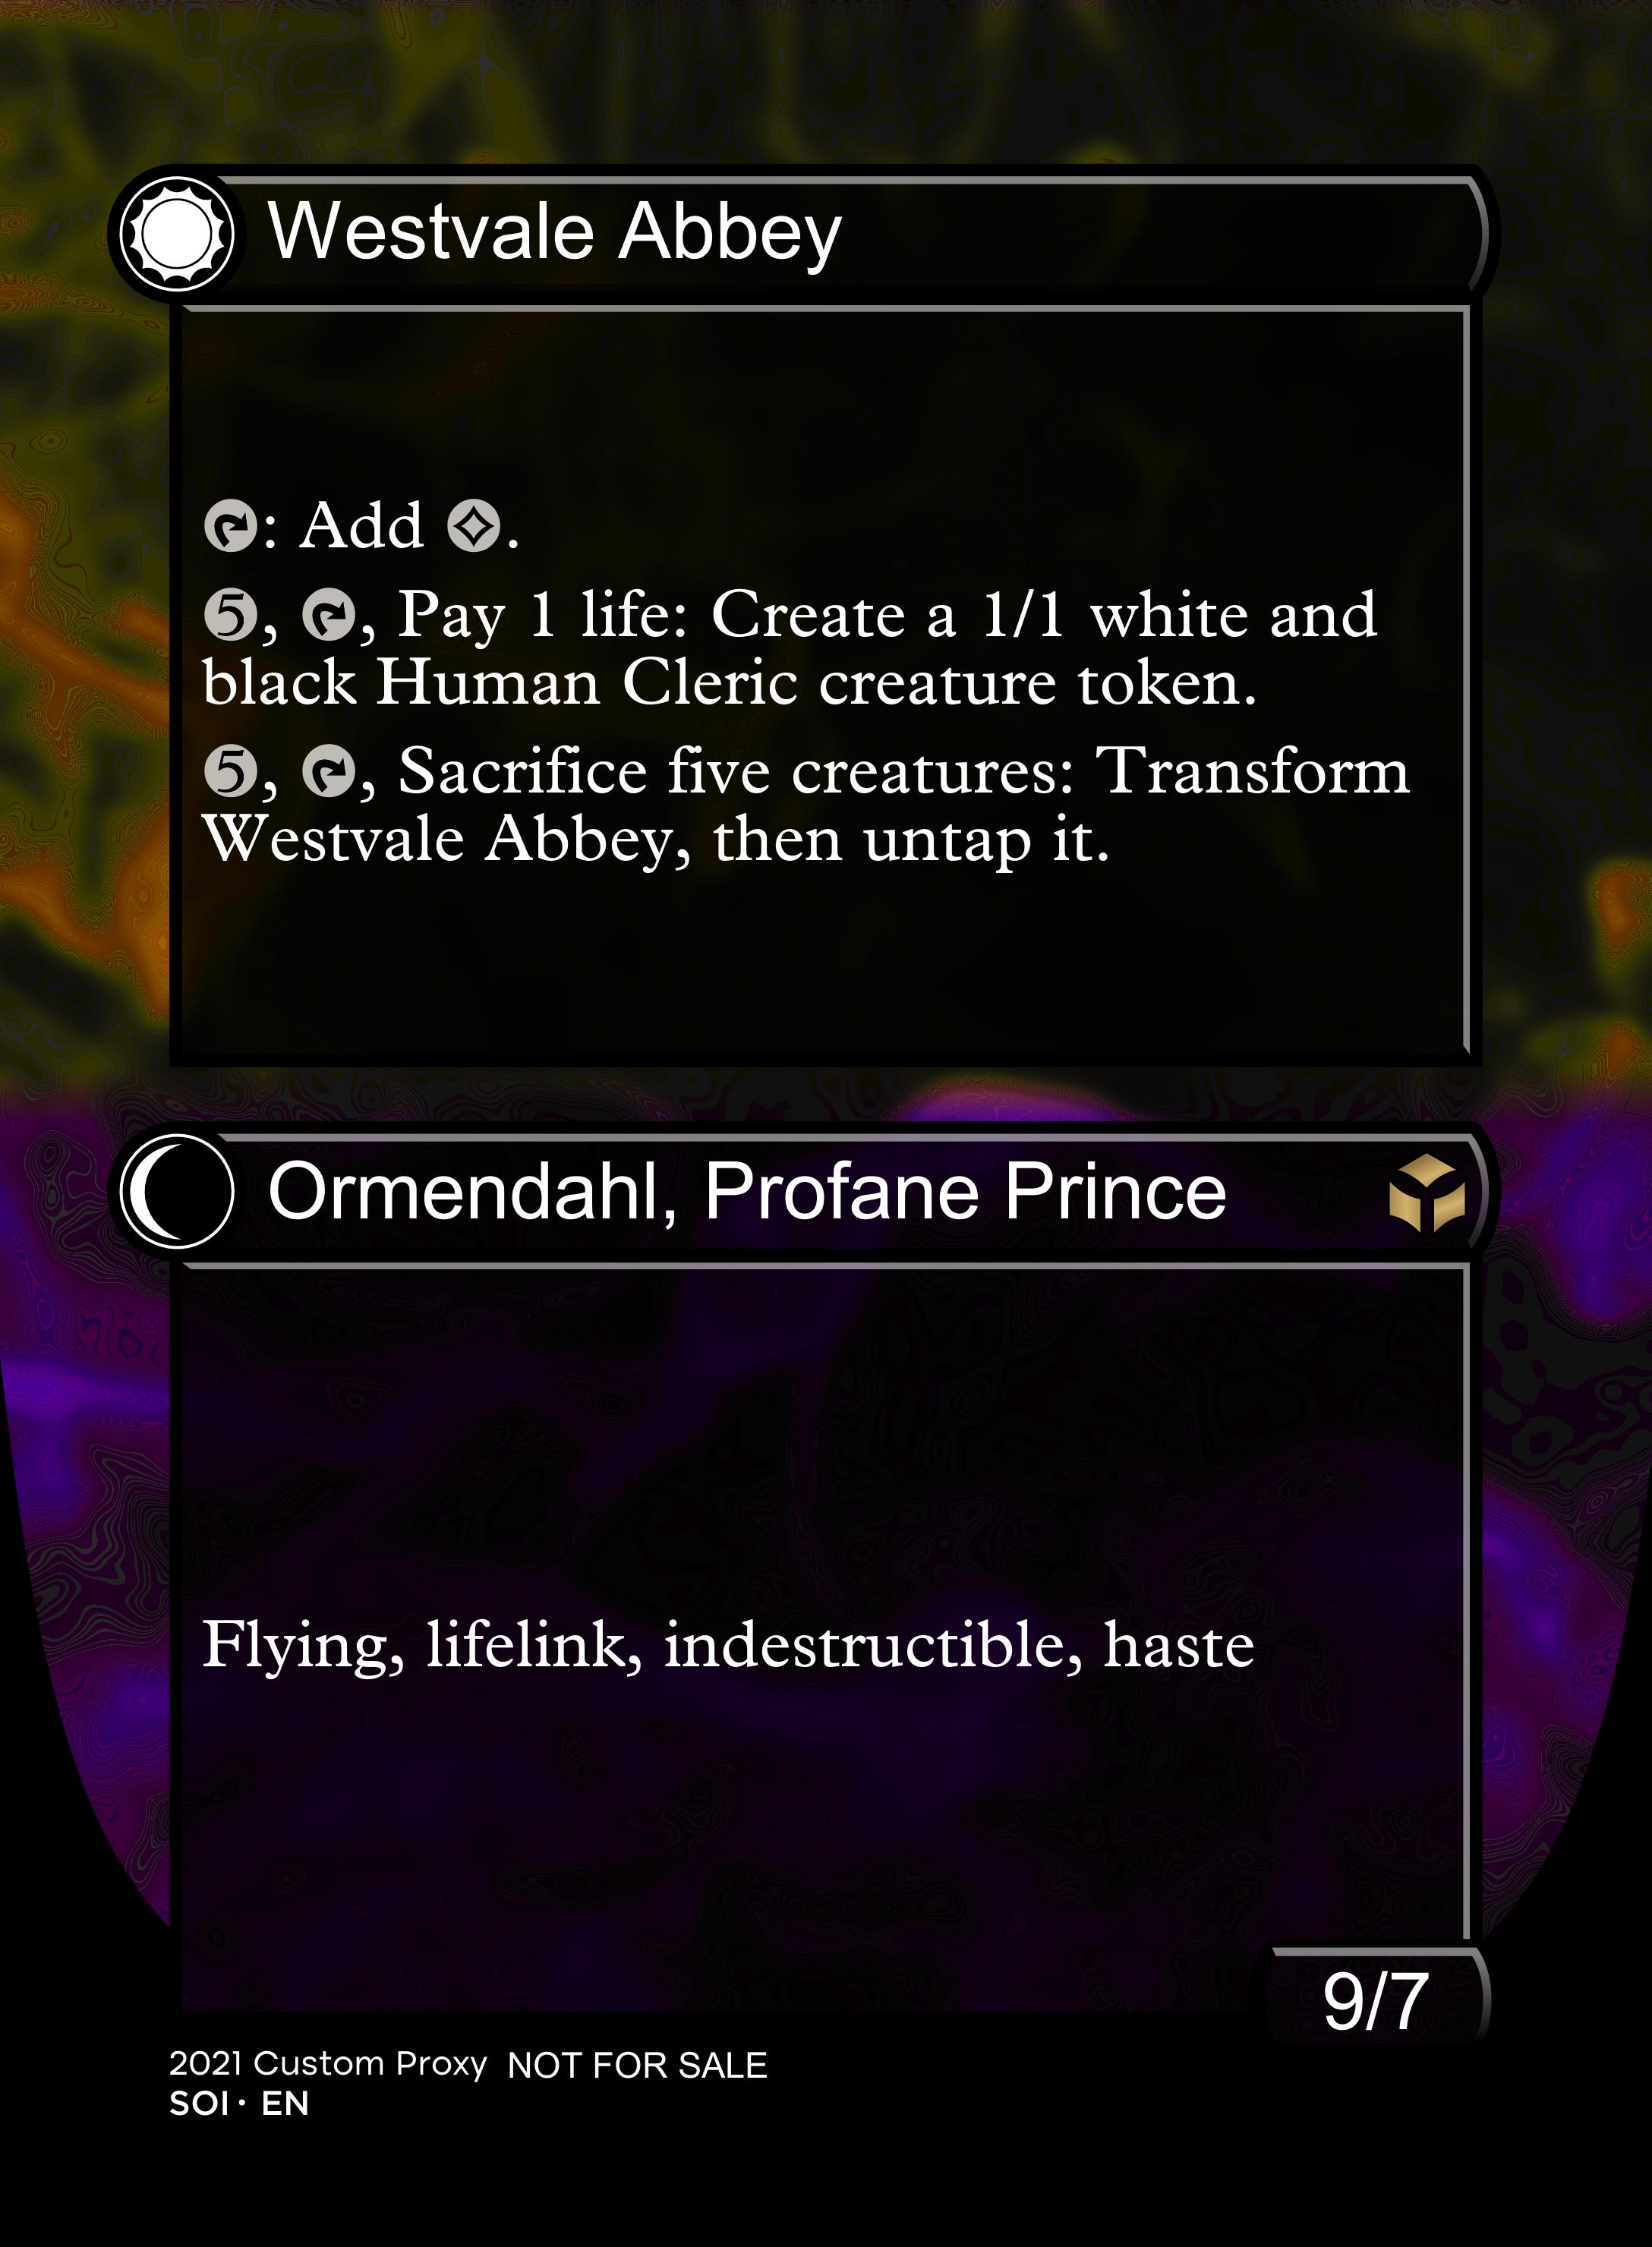 Westvale Abbey
: Add .
5, , Pay 1 life: Create a 1/1 white and
black Human Cleric creature token.
5, , Sacrifice five creatures: Transform
Westvale Abbey, then untap it.
Ormendahl, Profane Prince
Flying, lifelink, indestructible, haste
9/7
2021 Custom Proxy NOT FOR SALE
SOI · EN